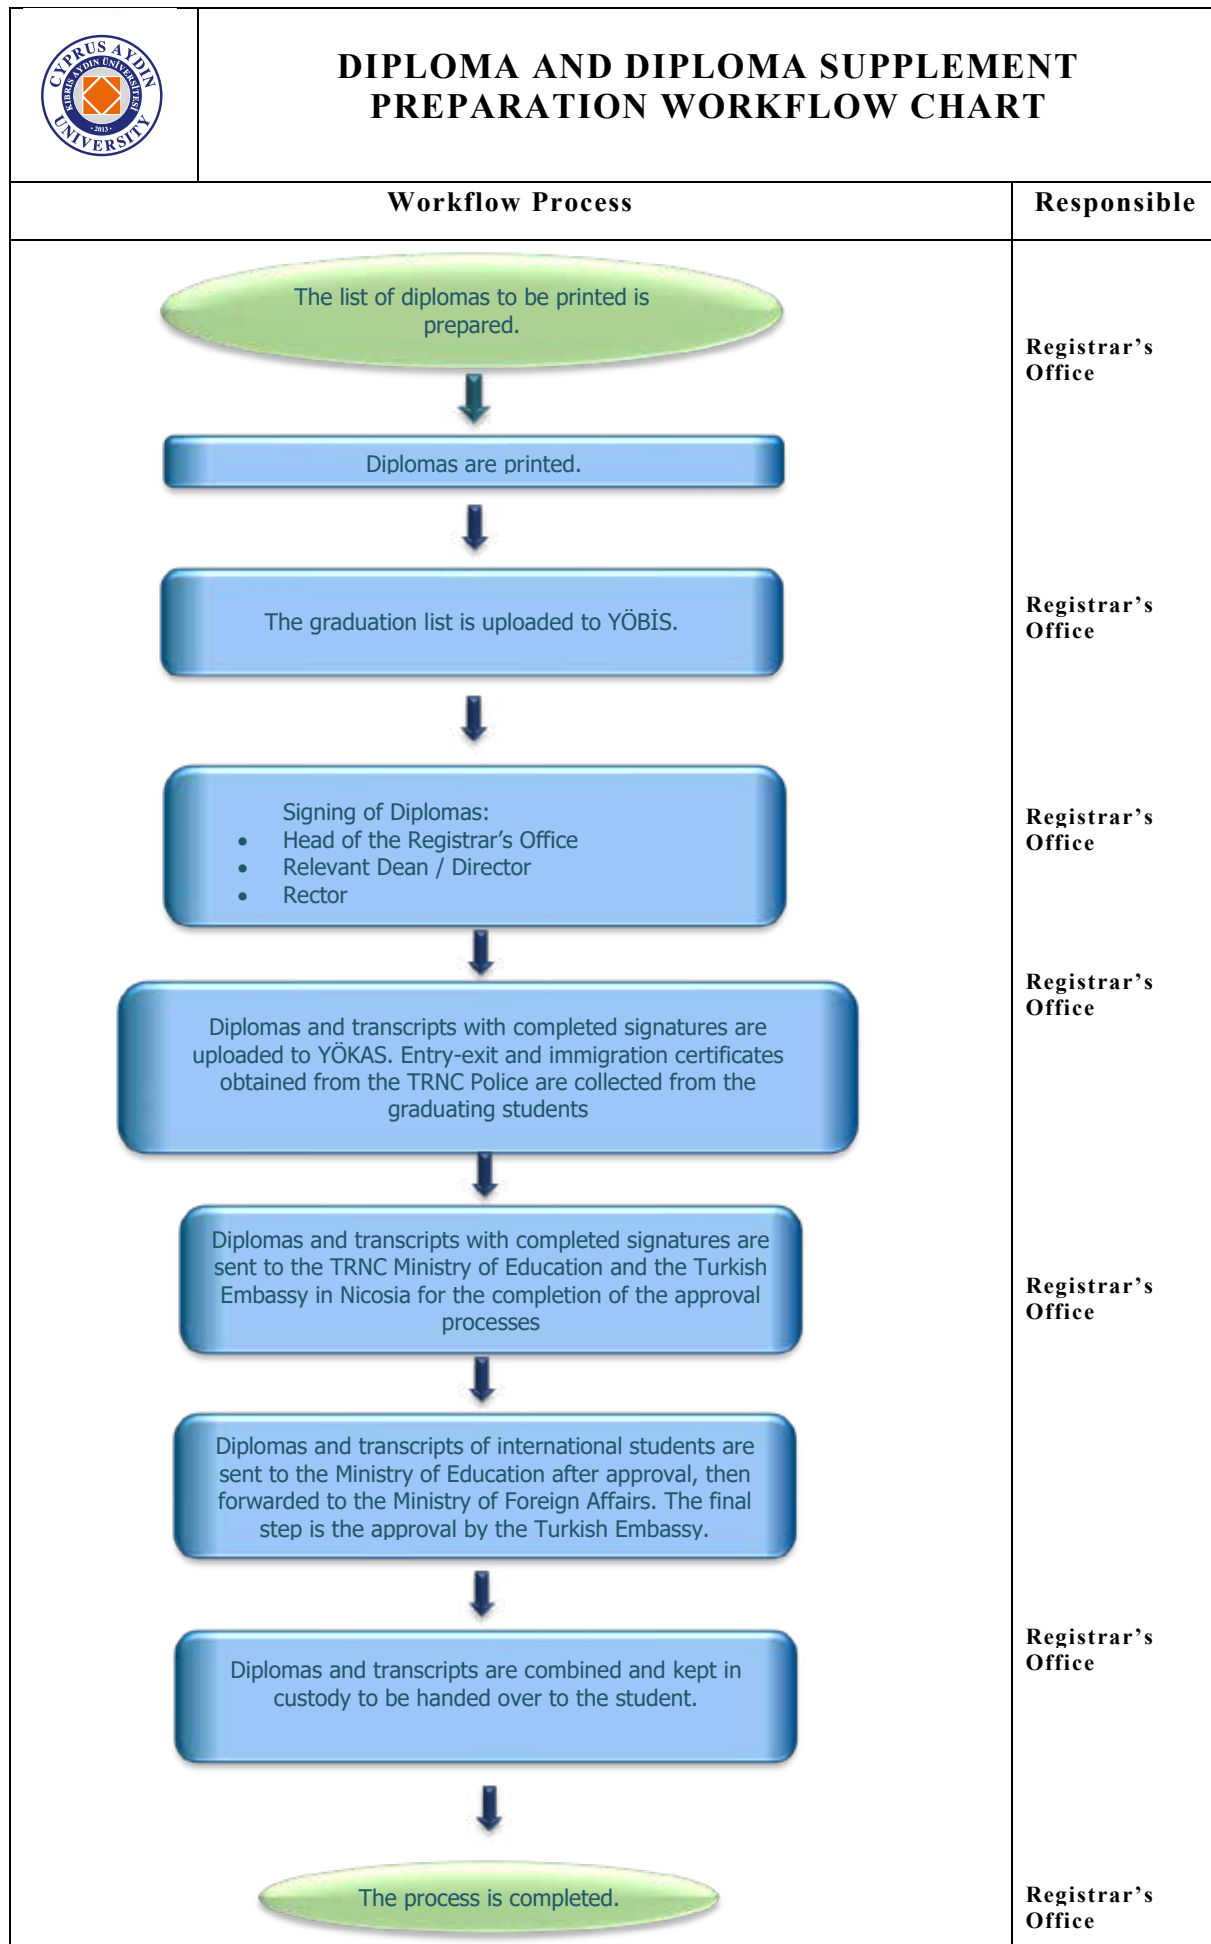 CYPRUS AYDIN
UNIVERSITY
KIBRIS AYDIN ÜNİVERSİTESİ
• 2013 •
DIPLOMA AND DIPLOMA SUPPLEMENT
PREPARATION WORKFLOW CHART
Workflow Process
Responsible
The list of diplomas to be printed is
prepared.
Registrar’s
Office
Diplomas are printed.
The graduation list is uploaded to YÖBİS.
Registrar’s
Office
Signing of Diplomas:
• Head of the Registrar’s Office
• Relevant Dean / Director
• Rector
Registrar’s
Office
Diplomas and transcripts with completed signatures are
uploaded to YÖKAS. Entry-exit and immigration certificates
obtained from the TRNC Police are collected from the
graduating students
Registrar’s
Office
Diplomas and transcripts with completed signatures are
sent to the TRNC Ministry of Education and the Turkish
Embassy in Nicosia for the completion of the approval
processes
Registrar’s
Office
Diplomas and transcripts of international students are
sent to the Ministry of Education after approval, then
forwarded to the Ministry of Foreign Affairs. The final
step is the approval by the Turkish Embassy.
Diplomas and transcripts are combined and kept in
custody to be handed over to the student.
Registrar’s
Office
The process is completed.
Registrar’s
Office